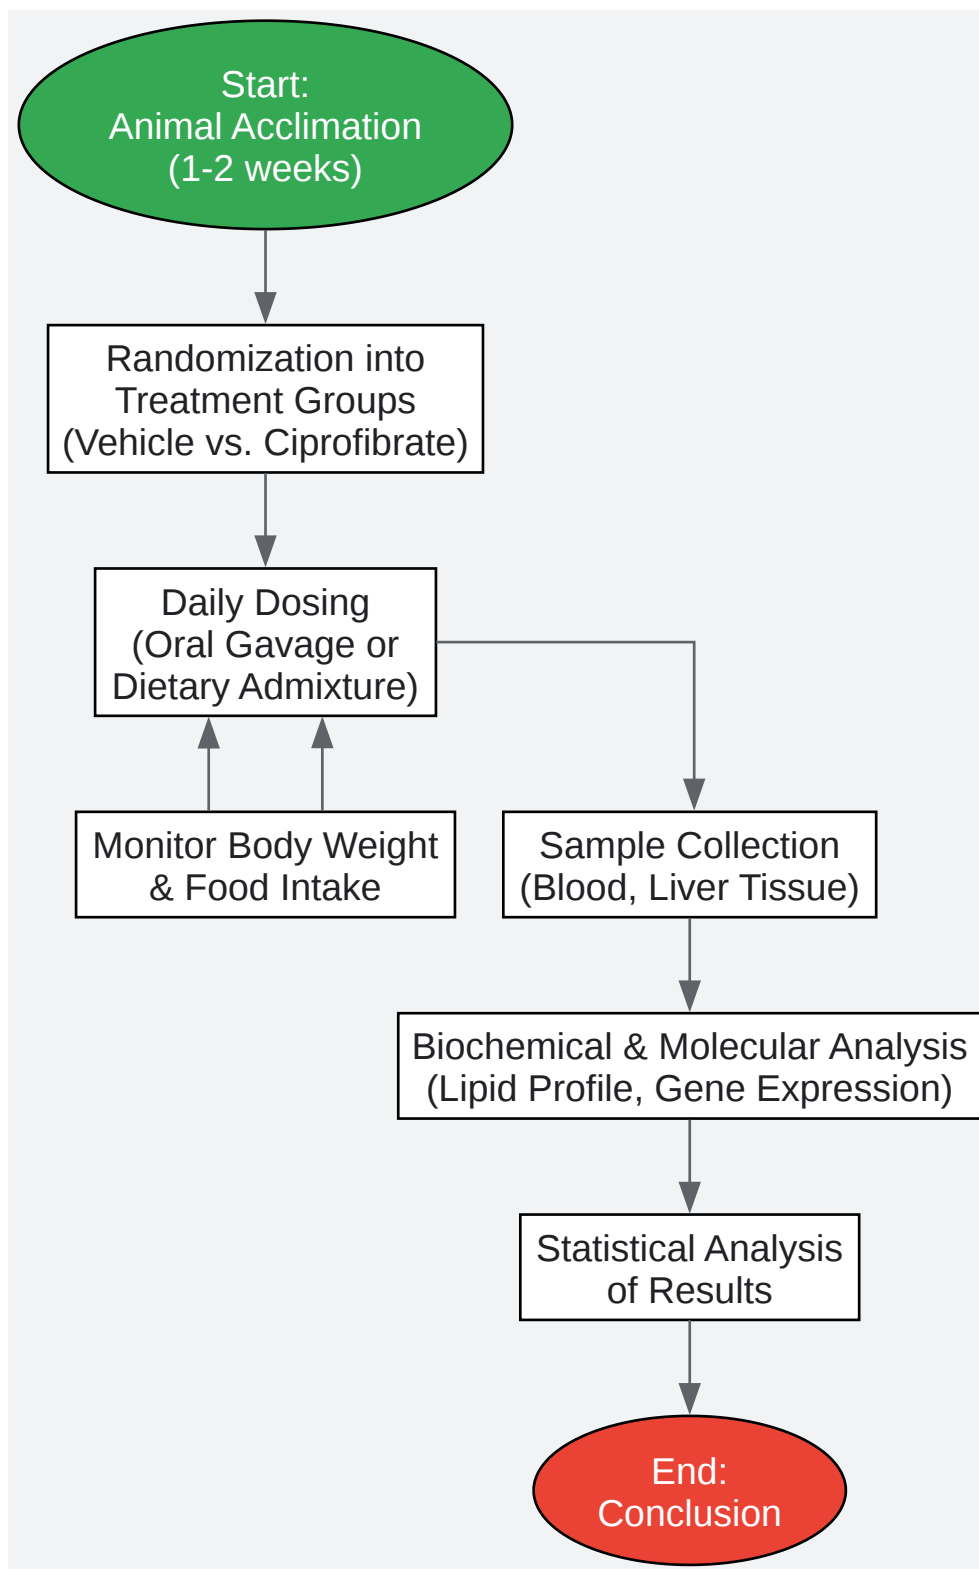 Start:
Animal Acclimation
(1-2 weeks)
Randomization into
Treatment Groups
(Vehicle vs. Ciprofibrate)
Daily Dosing
(Oral Gavage or
Dietary Admixture)
Monitor Body Weight
& Food Intake
Sample Collection
(Blood, Liver Tissue)
Biochemical & Molecular Analysis
(Lipid Profile, Gene Expression)
Statistical Analysis
of Results
End:
Conclusion